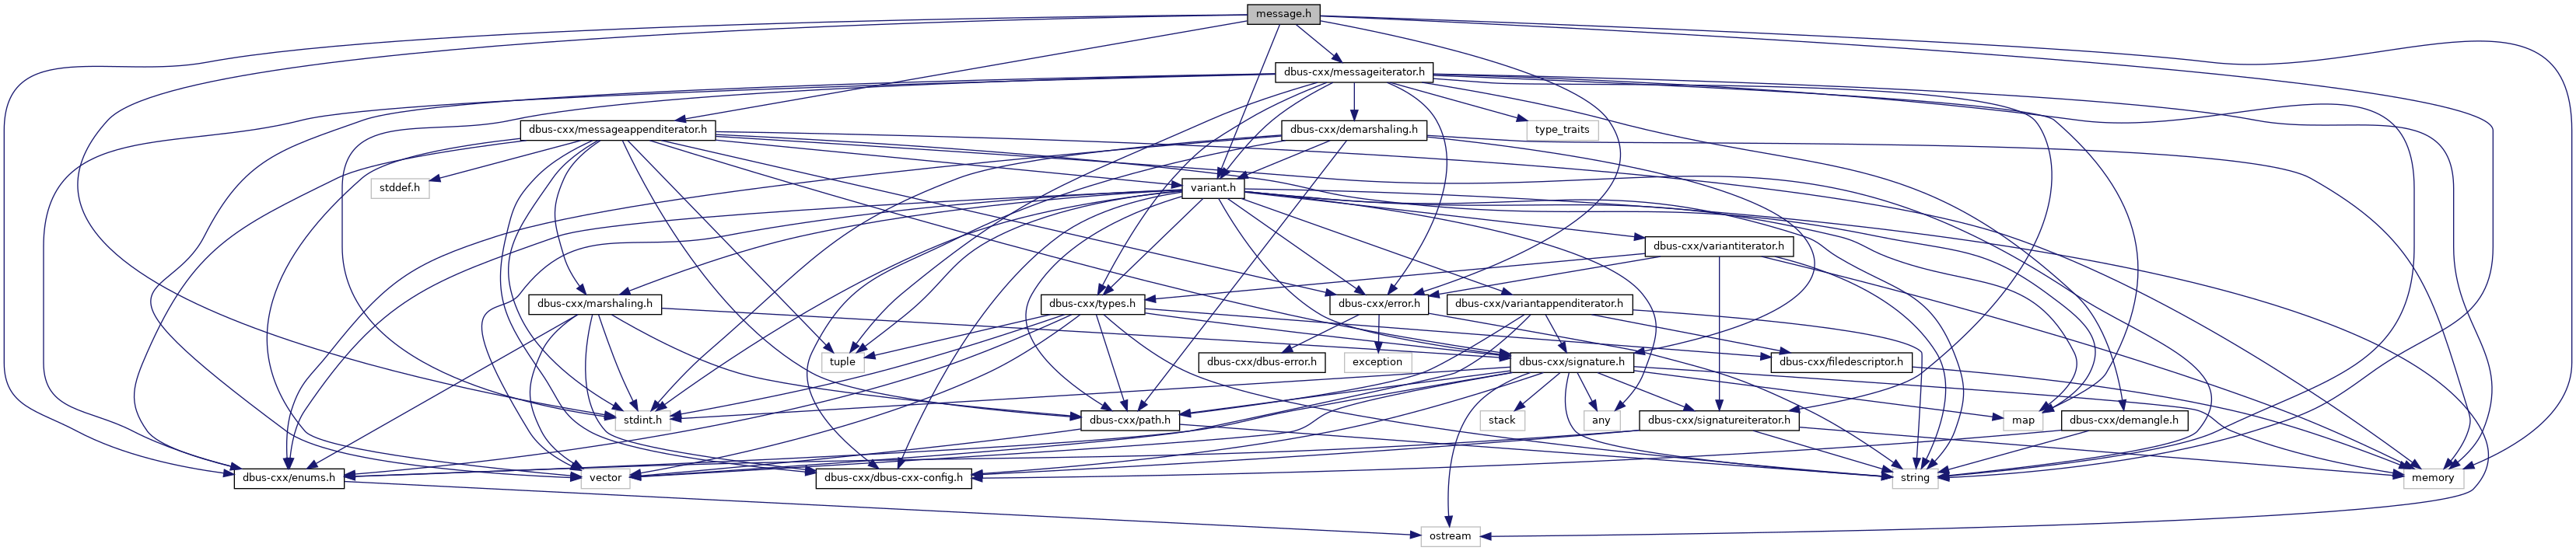 message.h
dbus-cxx/messageiterator.h
dbus-cxx/messageappenditerator.h
dbus-cxx/demarshaling.h
type_traits
stddef.h
variant.h
dbus-cxx/variantiterator.h
dbus-cxx/marshaling.h
dbus-cxx/types.h
dbus-cxx/error.h
dbus-cxx/variantappenditerator.h
tuple
dbus-cxx/dbus-error.h
exception
dbus-cxx/signature.h
dbus-cxx/filedescriptor.h
stdint.h
dbus-cxx/path.h
stack
any
dbus-cxx/signatureiterator.h
map
dbus-cxx/demangle.h
dbus-cxx/enums.h
vector
dbus-cxx/dbus-cxx-config.h
string
memory
ostream